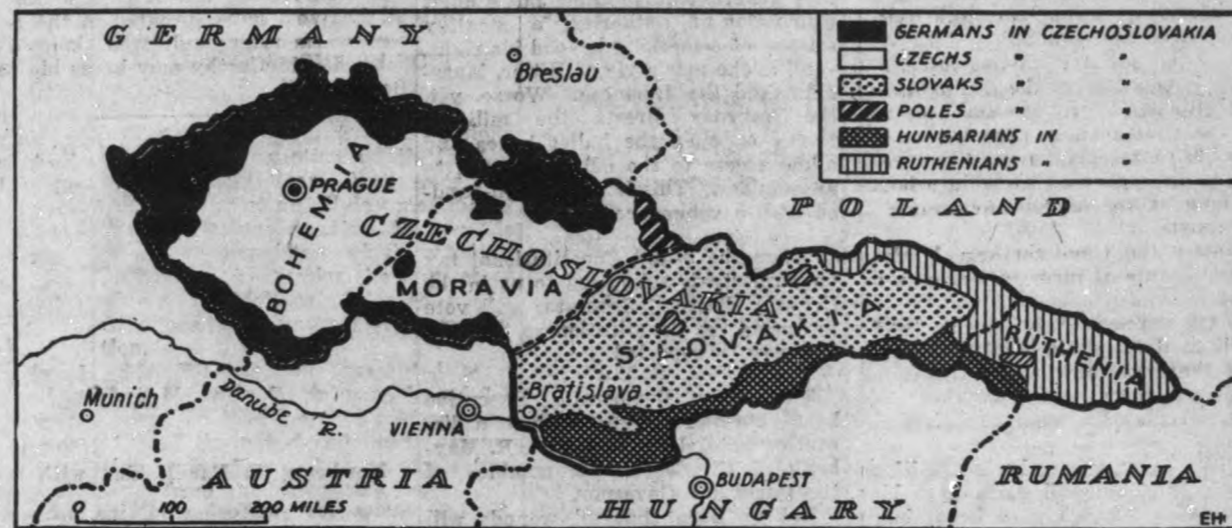 GERMANY
Breslau
GERMANS IN CZECHOSLOVAKIA
CZECHS " "
SLOVAKS " "
POLES " "
HUNGARIANS IN
RUTHENIANS "
PRAGUE
BOHEMIA
POLAND
CZECHOSLOVAKIA
MORAVIA
SLOVAKIA
RUTHENIA
Munich
Danube
R.
VIENNA
Bratislava
AUSTRIA
BUDAPEST
HUNGARY
RUMANIA
0 100 200 MILES
EH